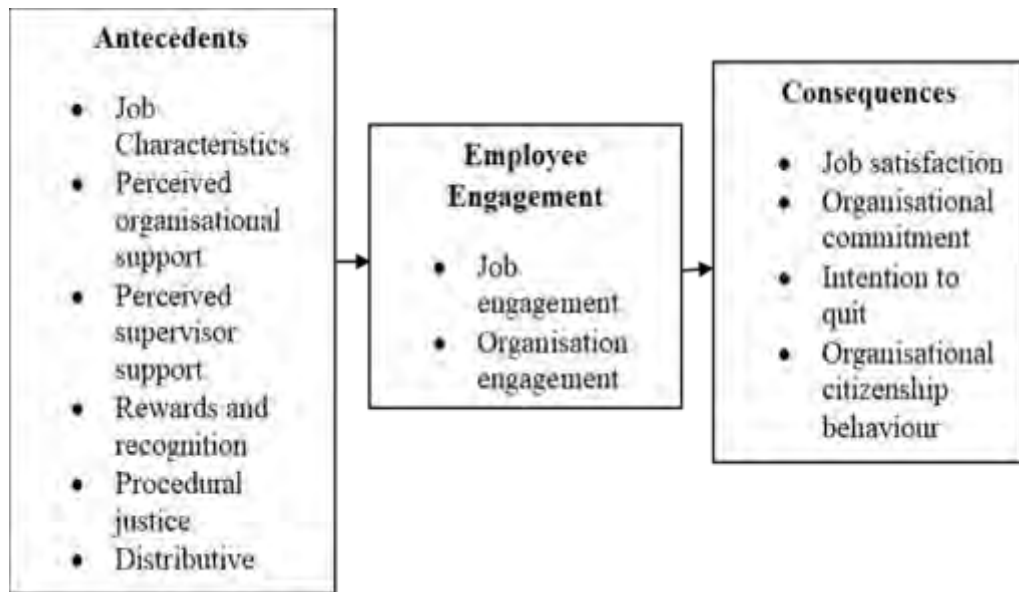 Antecedents
• Job
Characteristics
• Perceived
organisational
support
• Perceived
supervisor
support
• Rewards and
recognition
• Procedural
justice
• Distributive
Employee
Engagement
• Job
engagement
• Organisation
engagement
Consequences
• Job satisfaction
• Organisational
commitment
• Intention to
quit
• Organisational
citizenship
behaviour